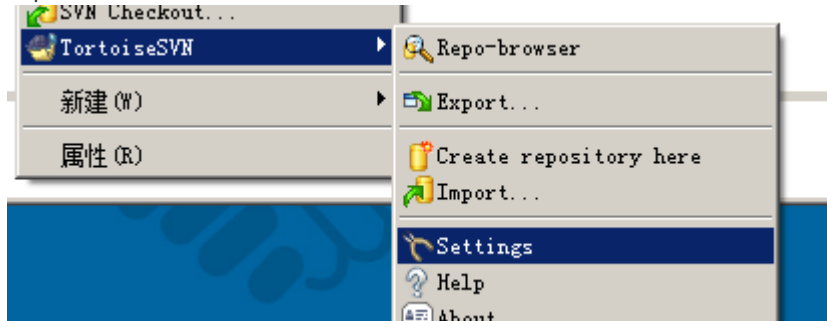 SVN Checkout...
TortoiseSVN
新建(W)
属性(R)
Repo-browser
Export...
Create repository here
Import...
Settings
Help
About